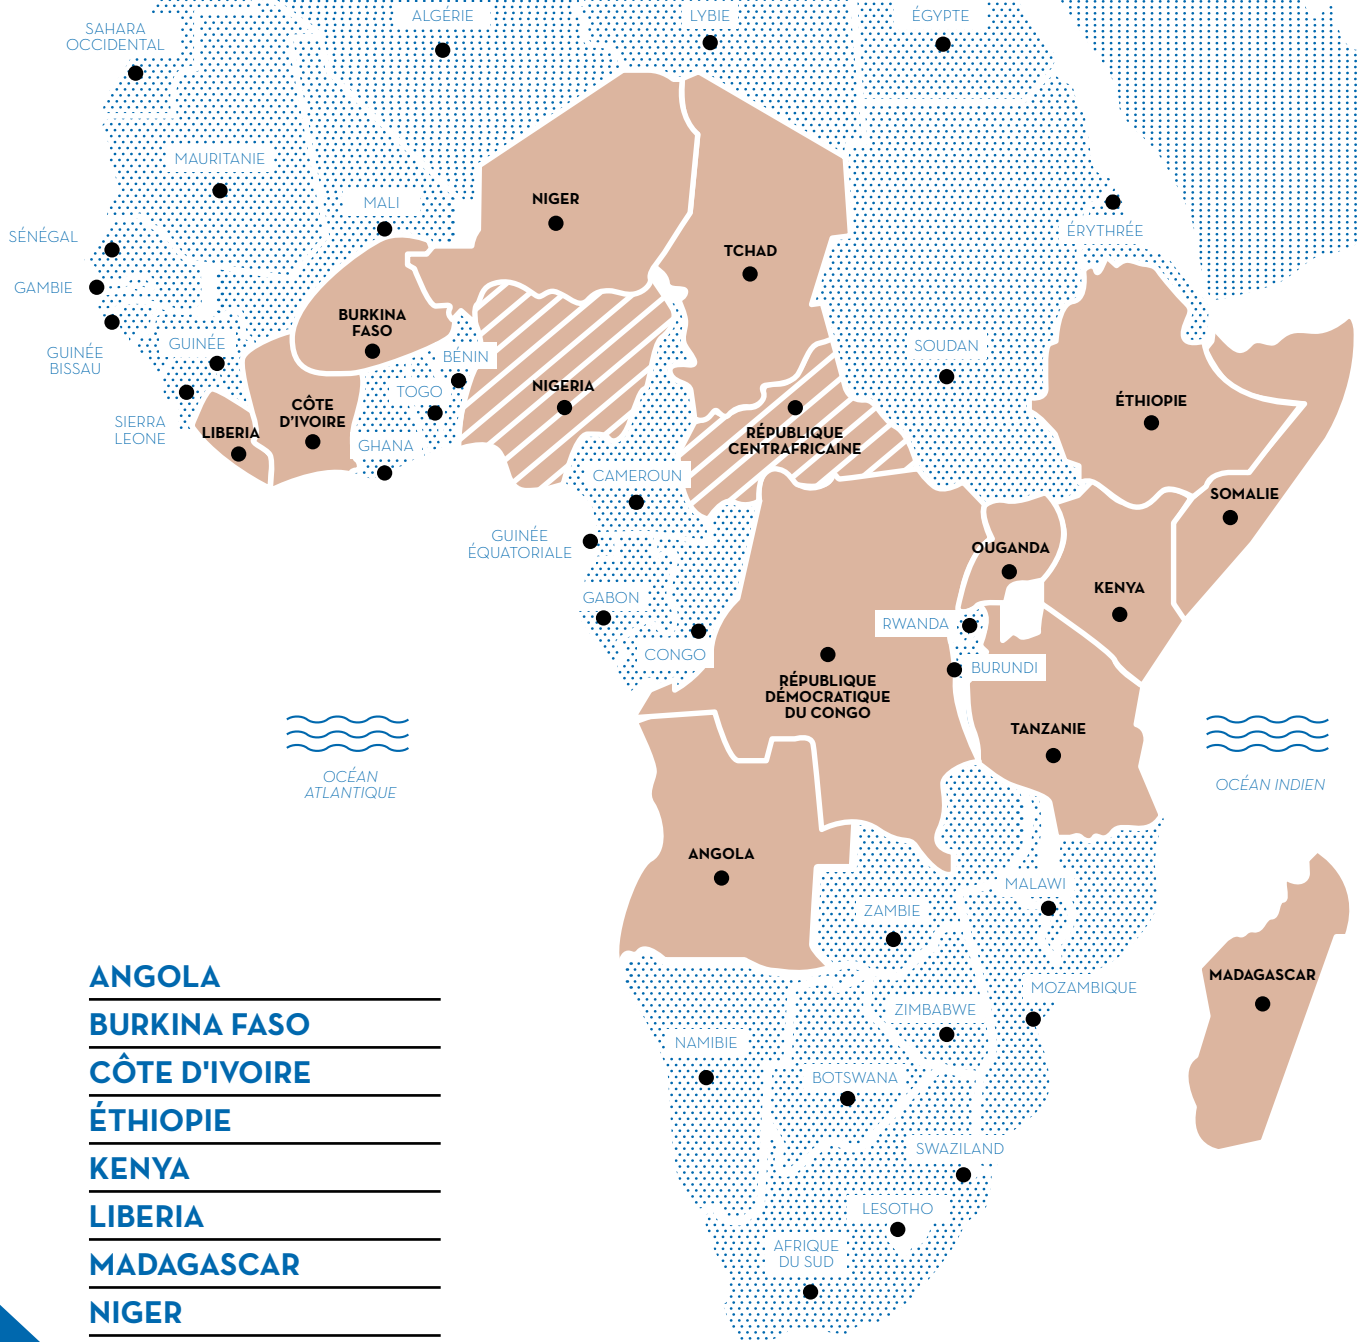 ALGÉRIE
LYBIE
ÉGYPTE
SAHARA
OCCIDENTAL
MAURITANIE
MALI
NIGER
ÉRYTHRÉE
SÉNÉGAL
TCHAD
GAMBIE
BURKINA
FASO
GUINÉE
BISSAU
GUINÉE
BÉNIN
SOUDAN
TOGO
NIGERIA
ÉTHIOPIE
CÔTE
D'IVOIRE
SIERRA
LEONE
LIBERIA
GHANA
RÉPUBLIQUE
CENTRAFRICAINE
CAMEROUN
SOMALIE
GUINÉE
ÉQUATORIALE
OUGANDA
KENYA
GABON
RWANDA
CONGO
BURUNDI
RÉPUBLIQUE
DÉMOCRATIQUE
DU CONGO
TANZANIE
OCÉAN
ATLANTIQUE
OCÉAN INDIEN
ANGOLA
MALAWI
ZAMBIE
MADAGASCAR
MOZAMBIQUE
ZIMBABWE
NAMIBIE
BOTSWANA
SWAZILAND
LESOTHO
AFRIQUE
DU SUD
ANGOLA
BURKINA FASO
CÔTE D'IVOIRE
ÉTHIOPIE
KENYA
LIBERIA
MADAGASCAR
NIGER